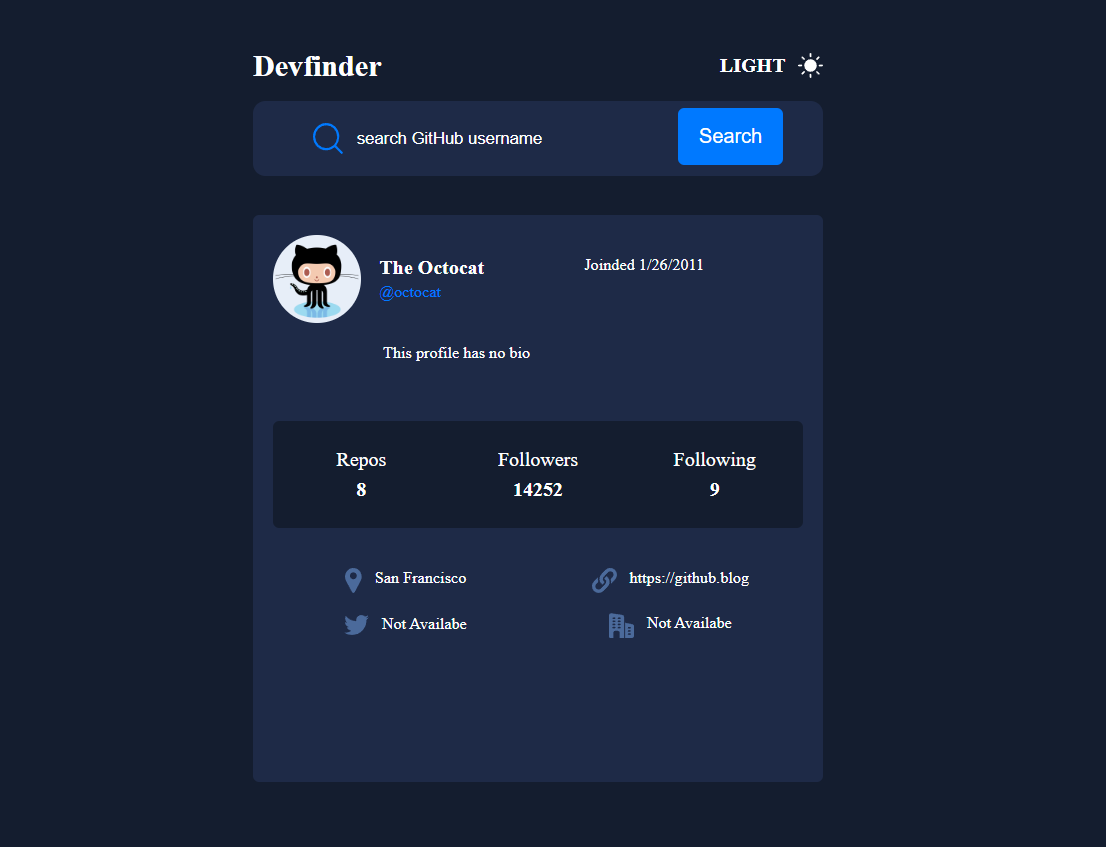 Devfinder
LIGHT
search GitHub username
Search
The Octocat
@octocat
Joinded 1/26/2011
This profile has no bio
Repos
8
Followers
14252
Following
9
San Francisco
https://github.blog
Not Availabe
Not Availabe